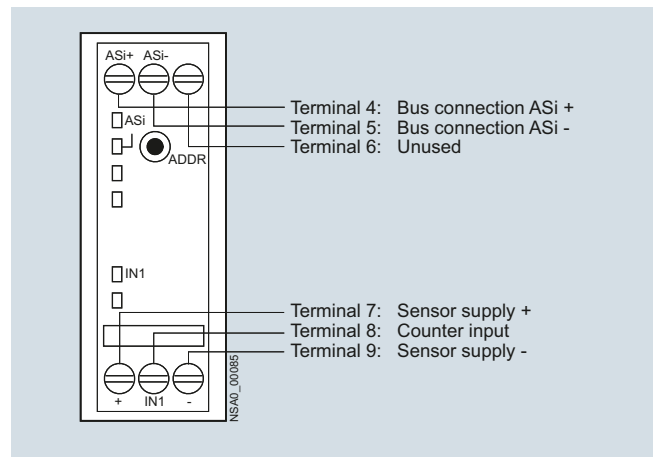 ASi+ ASi-
Terminal 4: Bus connection ASi +
Terminal 5: Bus connection ASi -
Terminal 6: Unused
ASi
ADDR
IN1
Terminal 7: Sensor supply +
Terminal 8: Counter input
Terminal 9: Sensor supply -
+ IN1 -
NSA0_00085